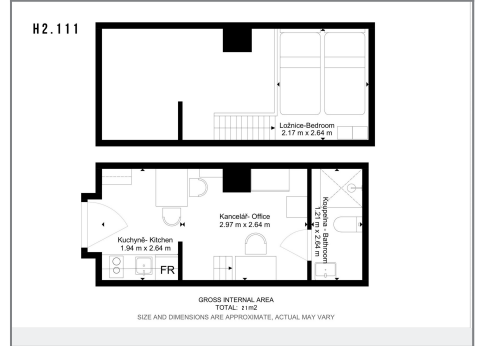 H2.111
Ložnice-Bedroom
2.17 m x 2.64 m
Kancelář- Office
2.97 m x 2.64 m
Koupelna - Bathroom
1.21 m x 2.64 m
Kuchyně- Kitchen
1.94 m x 2.64 m
FR
GROSS INTERNAL AREA
TOTAL: 21m2
SIZE AND DIMENSIONS ARE APPROXIMATE, ACTUAL MAY VARY